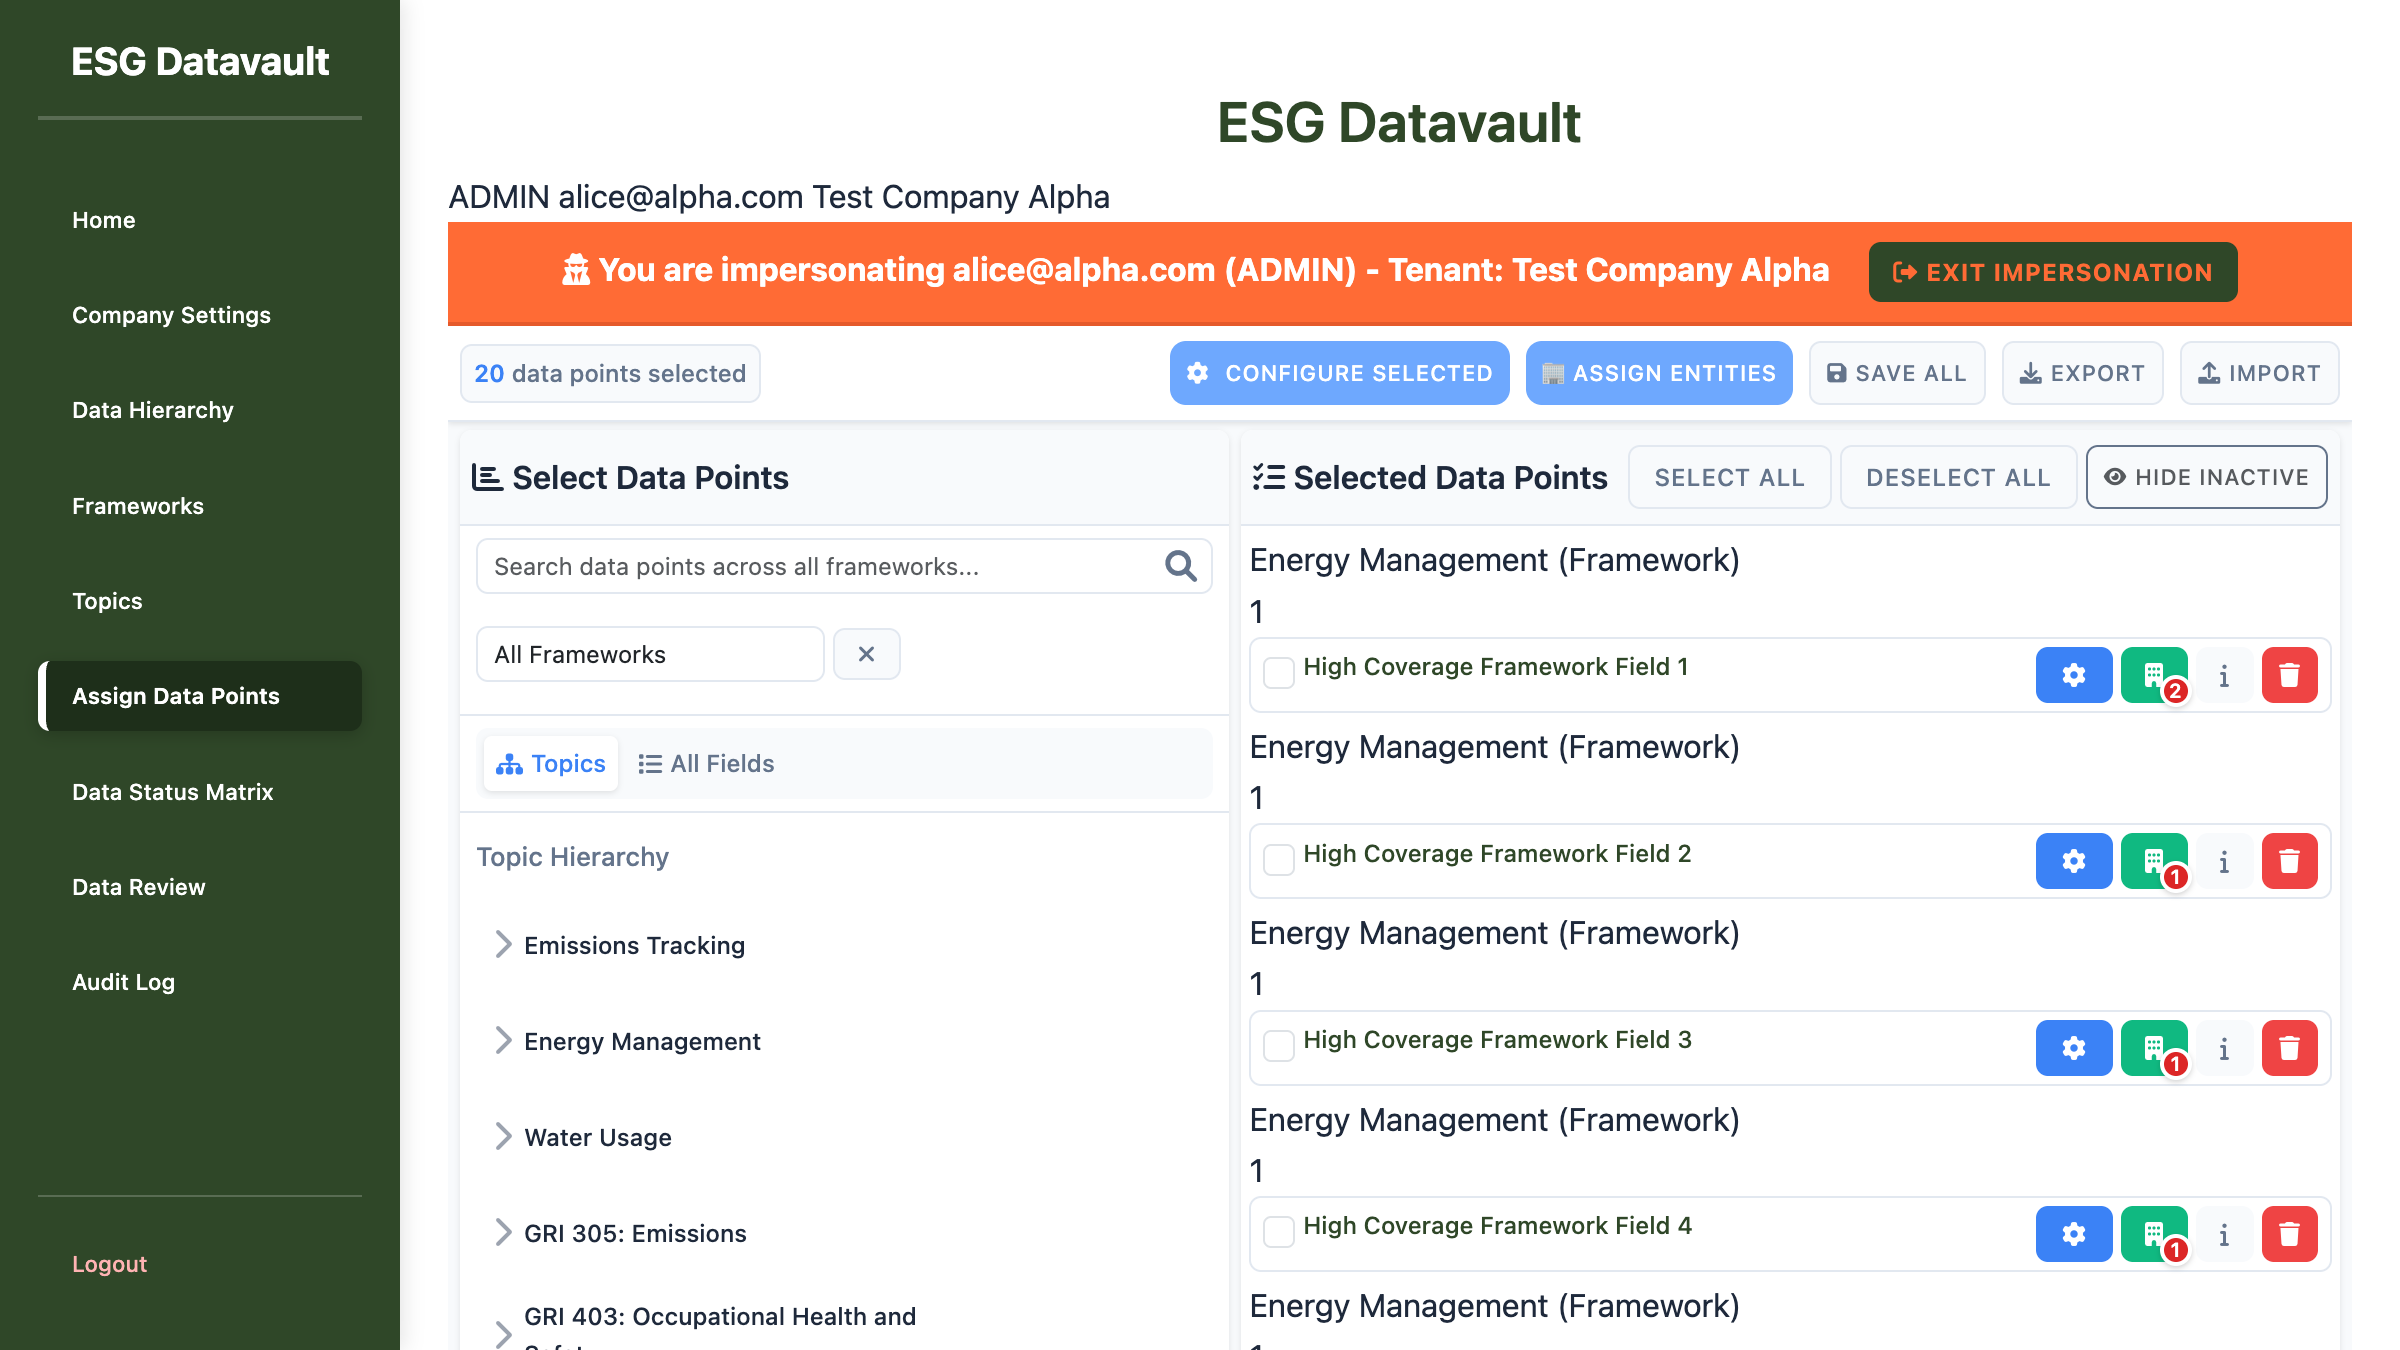 ESG Datavault
Home
Company Settings
Data Hierarchy
Frameworks
Topics
Assign Data Points
Data Status Matrix
Data Review
Audit Log
Logout
ESG Datavault
ADMIN alice@alpha.com Test Company Alpha
You are impersonating alice@alpha.com (ADMIN) - Tenant: Test Company Alpha
EXIT IMPERSONATION
20 data points selected
CONFIGURE SELECTED
ASSIGN ENTITIES
SAVE ALL
EXPORT
IMPORT
Select Data Points
Search data points across all frameworks...
All Frameworks
Topics
All Fields
Topic Hierarchy
Emissions Tracking
Energy Management
Water Usage
GRI 305: Emissions
GRI 403: Occupational Health and
Selected Data Points
SELECT ALL
DESELECT ALL
HIDE INACTIVE
Energy Management (Framework)
1
High Coverage Framework Field 1
2
Energy Management (Framework)
1
High Coverage Framework Field 2
1
Energy Management (Framework)
1
High Coverage Framework Field 3
1
Energy Management (Framework)
1
High Coverage Framework Field 4
1
Energy Management (Framework)